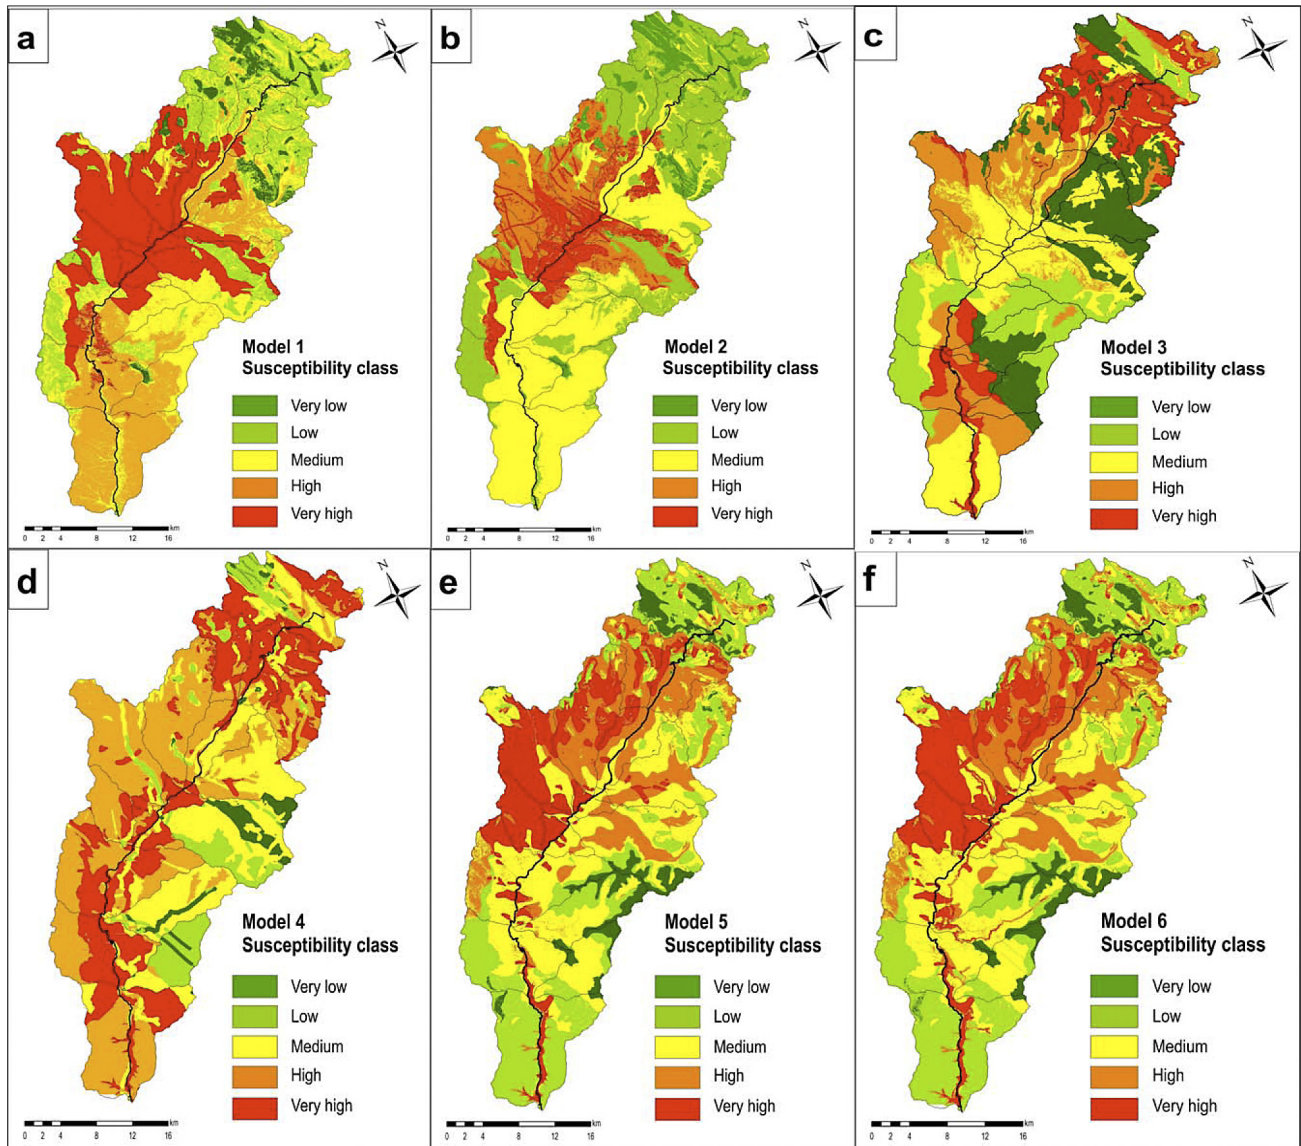 a
N
Model 1
Susceptibility class
Very low
Low
Medium
High
Very high
0 2 4 8 12 16 km
b
N
Model 2
Susceptibility class
Very low
Low
Medium
High
Very high
0 2 4 8 12 16 km
c
N
Model 3
Susceptibility class
Very low
Low
Medium
High
Very high
0 2 4 8 12 16 km
d
N
Model 4
Susceptibility class
Very low
Low
Medium
High
Very high
0 2 4 8 12 16 km
e
N
Model 5
Susceptibility class
Very low
Low
Medium
High
Very high
0 2 4 8 12 16 km
f
N
Model 6
Susceptibility class
Very low
Low
Medium
High
Very high
0 2 4 8 12 16 km